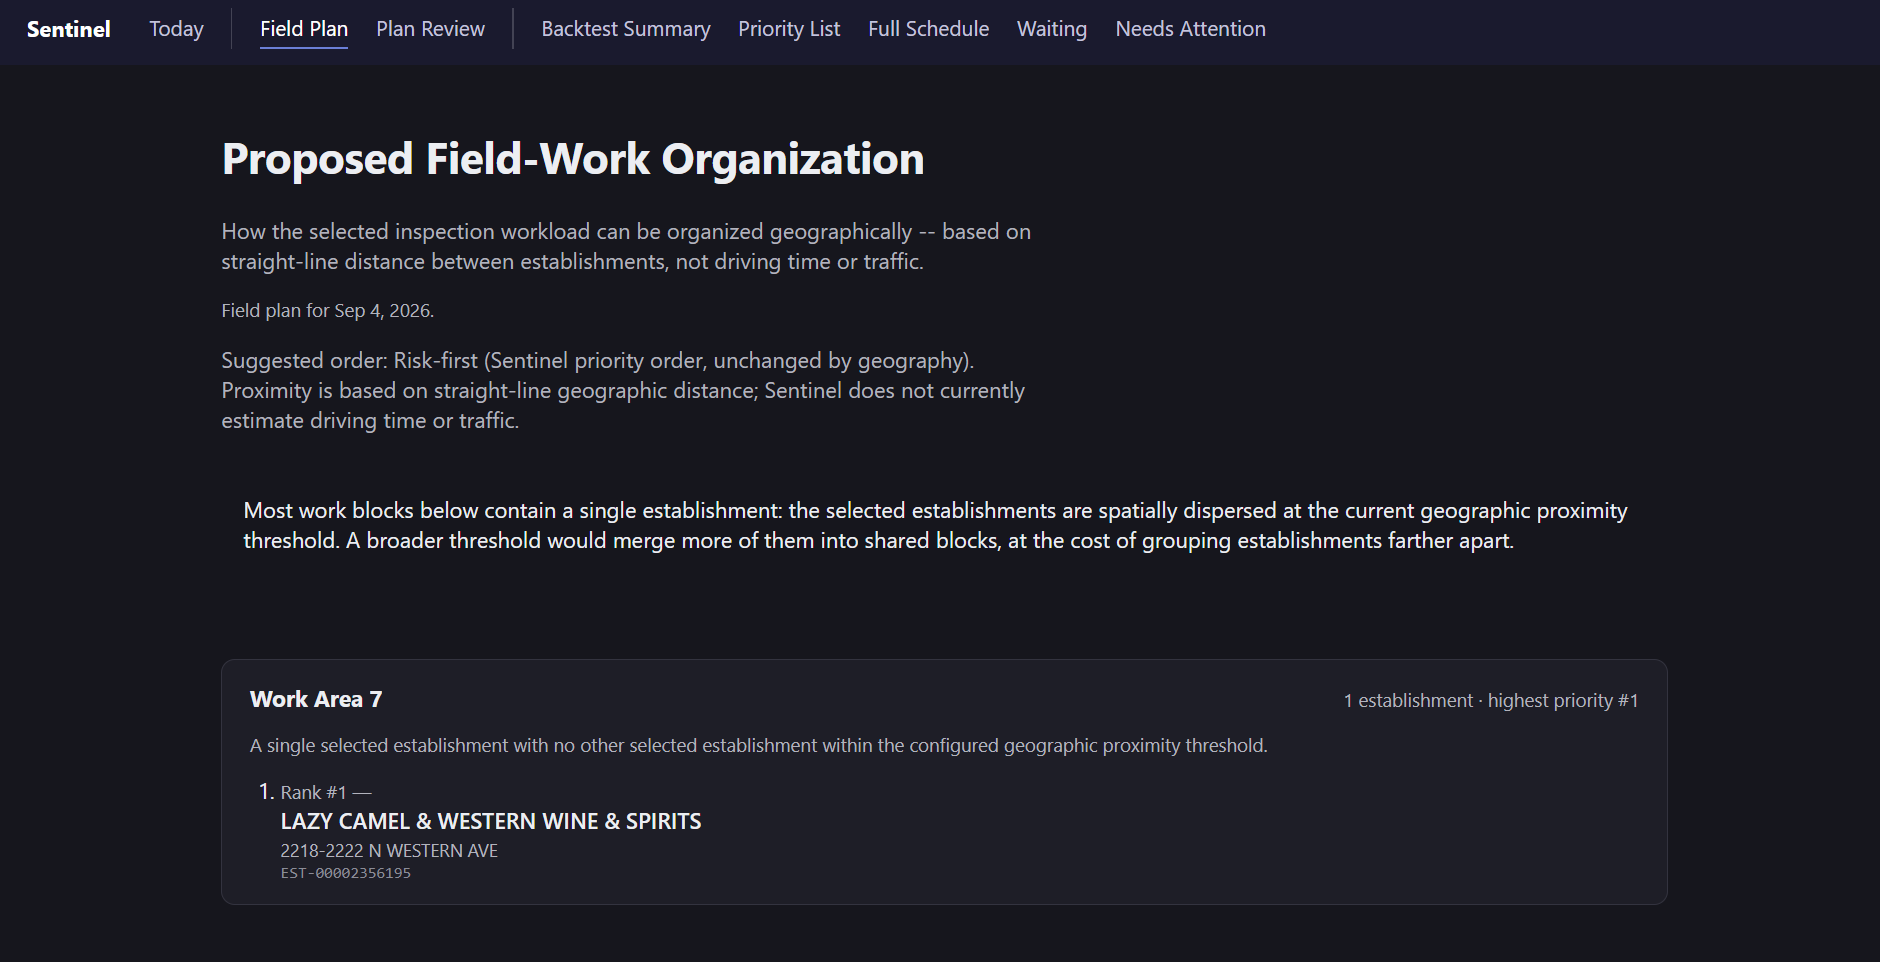 Sentinel Today Field Plan Plan Review Backtest Summary Priority List Full Schedule Waiting Needs Attention
Proposed Field-Work Organization
How the selected inspection workload can be organized geographically -- based on
straight-line distance between establishments, not driving time or traffic.
Field plan for Sep 4, 2026.
Suggested order: Risk-first (Sentinel priority order, unchanged by geography).
Proximity is based on straight-line geographic distance; Sentinel does not currently
estimate driving time or traffic.
Most work blocks below contain a single establishment: the selected establishments are spatially dispersed at the current geographic proximity
threshold. A broader threshold would merge more of them into shared blocks, at the cost of grouping establishments farther apart.
Work Area 7 1 establishment · highest priority #1
A single selected establishment with no other selected establishment within the configured geographic proximity threshold.
1. Rank #1 —
LAZY CAMEL & WESTERN WINE & SPIRITS
2218-2222 N WESTERN AVE
EST-00002356195